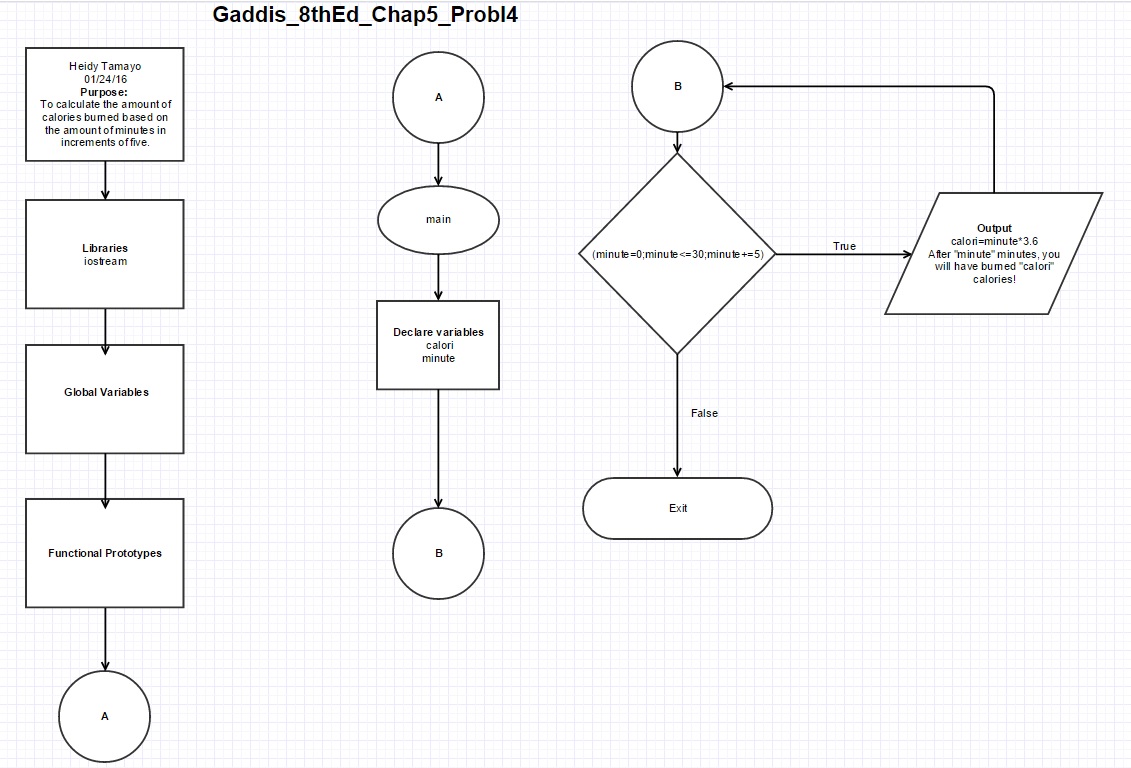 Gaddis_8thEd_Chap5_Probl4
Heidy Tamayo
01/24/16
Purpose:
To calculate the amount of
calories burned based on
the amount of minutes in
increments of five.
Libraries
iostream
Global Variables
Functional Prototypes
A
A
main
Declare variables
calori
minute
B
B
(minute=0;minute<=30;minute+=5)
True
Output
calori=minute*3.6
After "minute" minutes, you
will have burned "calori"
calories!
False
Exit